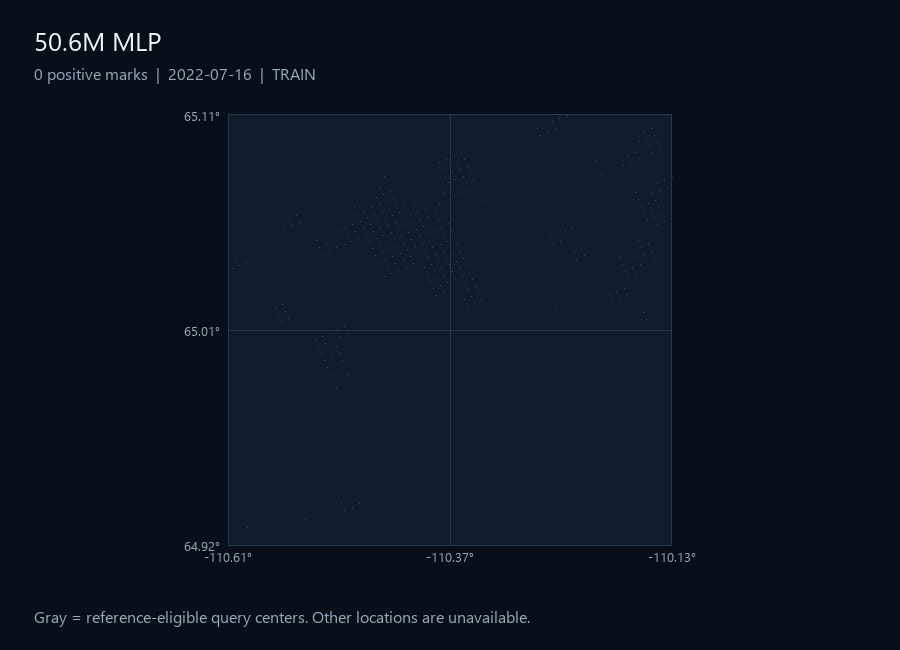 50.6M MLP
0 positive marks | 2022-07-16 | TRAIN
65.11°
65.01°
64.92°
-110.61° -110.37° -110.13°
Gray = reference-eligible query centers. Other locations are unavailable.